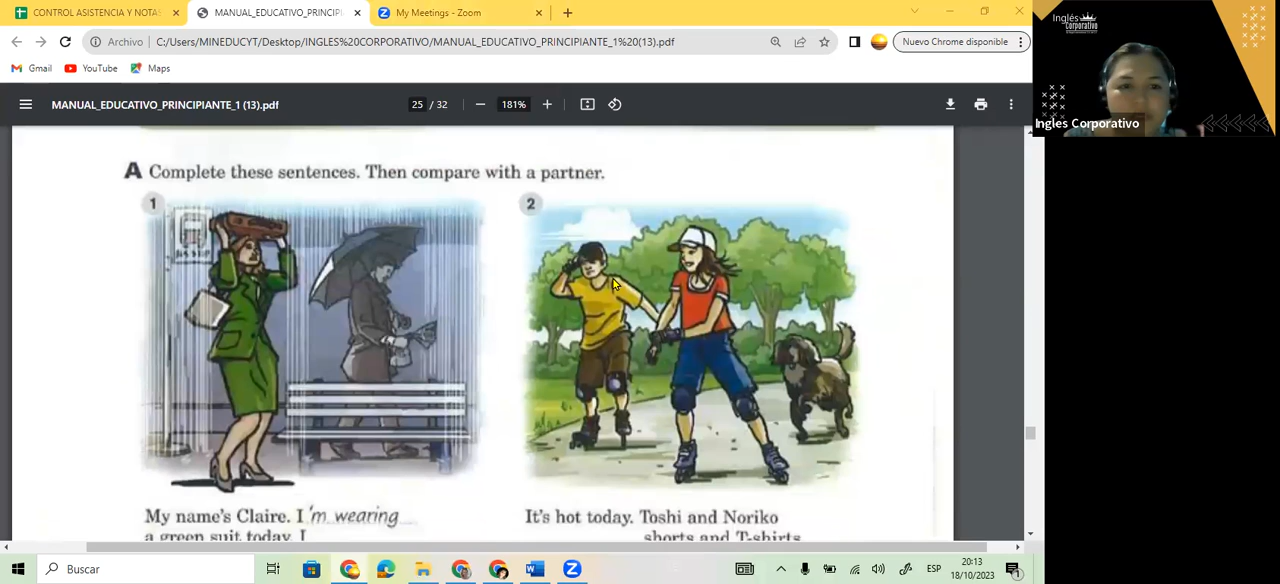 CONTROL ASISTENCIA Y NOTAS
MANUAL_EDUCATIVO_PRINCIPI
My Meetings - Zoom
Archivo
C:/Users/MINEDUCYT/Desktop/INGLES%20CORPORATIVO/MANUAL_EDUCATIVO_PRINCIPIANTE_1%20(13).pdf
Nuevo Chrome disponible
Gmail
YouTube
Maps
MANUAL_EDUCATIVO_PRINCIPIANTE_1 (13).pdf
25 / 32
181%
Inglés
Corporativo
Ingles Corporativo
A Complete these sentences. Then compare with a partner.
1
2
My name's Claire. I 'm wearing
a green suit today. I
It's hot today. Toshi and Noriko
shorts and T-shirts
Buscar
ESP
20:13
18/10/2023